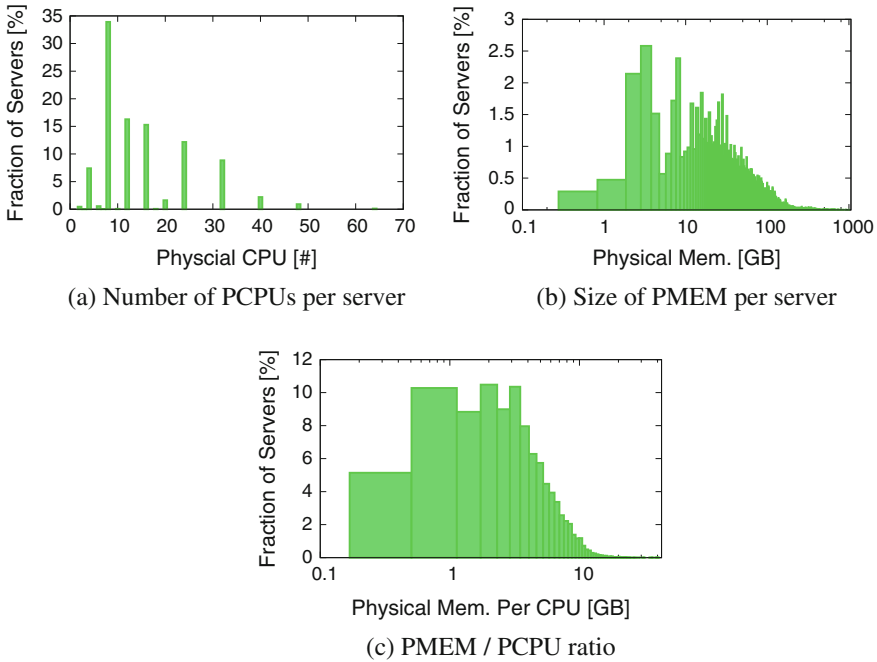 Fraction of Servers [%]
35
30
25
20
15
10
5
0
0 10 20 30 40 50 60 70
Physcial CPU [#]
(a) Number of PCPUs per server
Fraction of Servers [%]
3
2.5
2
1.5
1
0.5
0
0.1 1 10 100 1000
Physical Mem. [GB]
(b) Size of PMEM per server
Fraction of Servers [%]
12
10
8
6
4
2
0
0.1 1 10
Physical Mem. Per CPU [GB]
(c) PMEM / PCPU ratio